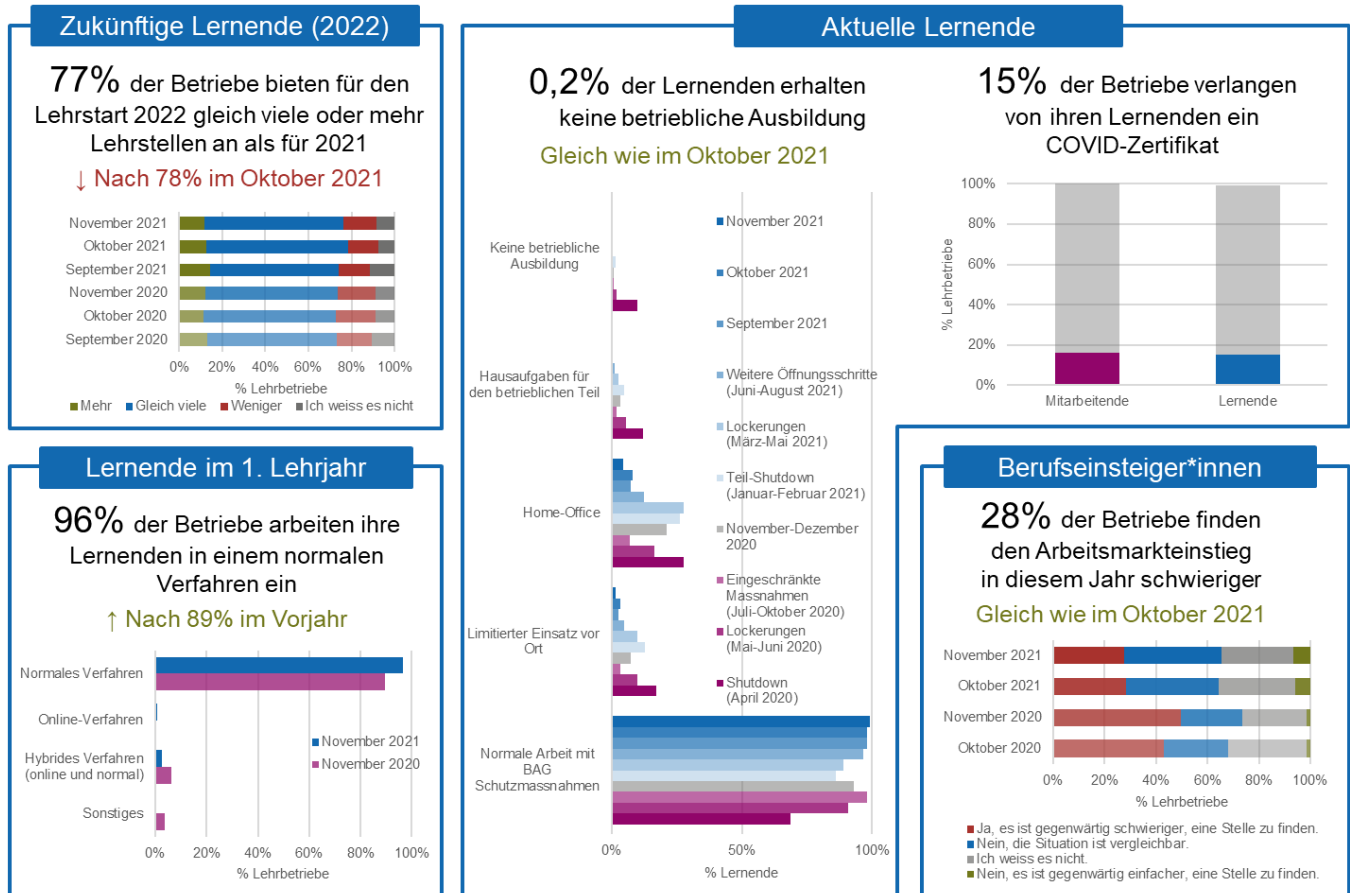 Zukünftige Lernende (2022)
77% der Betriebe bieten für den
Lehrstart 2022 gleich viele oder mehr
Lehrstellen an als für 2021
↓ Nach 78% im Oktober 2021
November 2021
Oktober 2021
September 2021
November 2020
Oktober 2020
September 2020
0% 20% 40% 60% 80% 100%
% Lehrbetriebe
Mehr Gleich viele Weniger Ich weiss es nicht
Lernende im 1. Lehrjahr
96% der Betriebe arbeiten ihre
Lernenden in einem normalen
Verfahren ein
↑ Nach 89% im Vorjahr
Normales Verfahren
Online-Verfahren
Hybrides Verfahren
(online und normal)
Sonstiges
November 2021
November 2020
0% 20% 40% 60% 80% 100%
% Lehrbetriebe
Aktuelle Lernende
0,2% der Lernenden erhalten
keine betriebliche Ausbildung
Gleich wie im Oktober 2021
Keine betriebliche
Ausbildung
Hausaufgaben für
den betrieblichen Teil
Home-Office
Limitierter Einsatz vor
Ort
Normale Arbeit mit
BAG
Schutzmassnahmen
November 2021
Oktober 2021
September 2021
Weitere Öffnungsschritte
(Juni-August 2021)
Lockerungen
(März-Mai 2021)
Teil-Shutdown
(Januar-Februar 2021)
November-Dezember
2020
Eingeschränkte
Massnahmen
(Juli-Oktober 2020)
Lockerungen
(Mai-Juni 2020)
Shutdown
(April 2020)
0% 50% 100%
% Lernende
15% der Betriebe verlangen
von ihren Lernenden ein
COVID-Zertifikat
100%
80%
60%
40%
20%
0%
% Lehrbetriebe
Mitarbeitende Lernende
Berufseinsteiger*innen
28% der Betriebe finden
den Arbeitsmarkteinstieg
in diesem Jahr schwieriger
Gleich wie im Oktober 2021
November 2021
Oktober 2021
November 2020
Oktober 2020
0% 20% 40% 60% 80% 100%
% Lehrbetriebe
Ja, es ist gegenwärtig schwieriger, eine Stelle zu finden.
Nein, die Situation ist vergleichbar.
Ich weiss es nicht.
Nein, es ist gegenwärtig einfacher, eine Stelle zu finden.